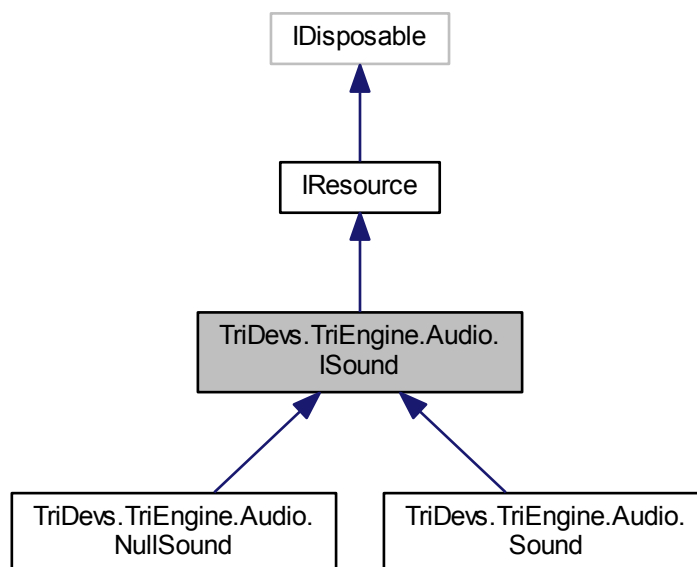 IDisposable
IResource
TriDevs.TriEngine.Audio.
ISound
TriDevs.TriEngine.Audio.
NullSound
TriDevs.TriEngine.Audio.
Sound